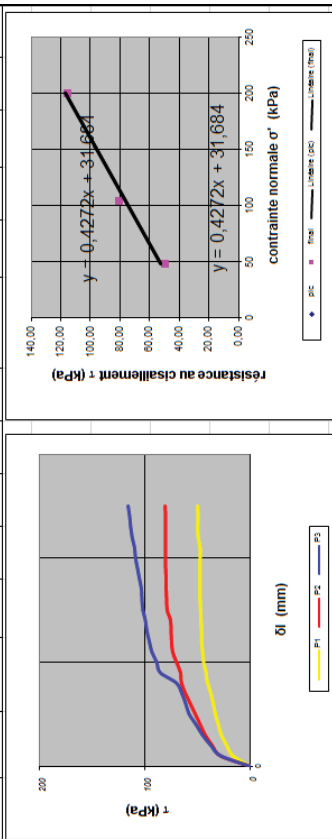 200
100
0
0
τ (kPa)
δl (mm)
P1
P2
P3
140,00
120,00
100,00
80,00
60,00
40,00
20,00
0,00
0
50
100
150
200
250
résistance au cisaillement τ (kPa)
contrainte normale σ' (kPa)
y = 0,4272x + 31,684
y = 0,4272x + 31,684
pic
final
Linéaire (pic)
Linéaire (final)